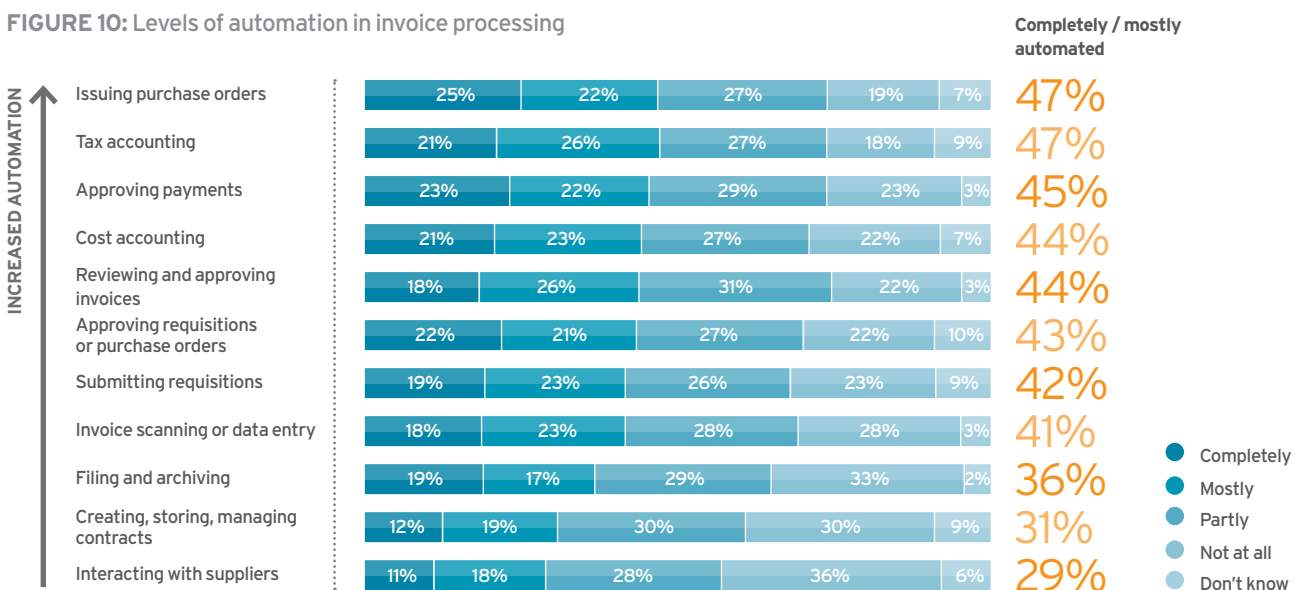 FIGURE 10: Levels of automation in invoice processing
Completely / mostly
automated
INCREASED AUTOMATION
Issuing purchase orders
25% 22% 27% 19% 7% 47%
Tax accounting
21% 26% 27% 18% 9% 47%
Approving payments
23% 22% 29% 23% 3% 45%
Cost accounting
21% 23% 27% 22% 7% 44%
Reviewing and approving
invoices
18% 26% 31% 22% 3% 44%
Approving requisitions
or purchase orders
22% 21% 27% 22% 10% 43%
Submitting requisitions
19% 23% 26% 23% 9% 42%
Invoice scanning or data entry
18% 23% 28% 28% 3% 41%
Filing and archiving
19% 17% 29% 33% 2% 36%
Creating, storing, managing
contracts
12% 19% 30% 30% 9% 31%
Interacting with suppliers
11% 18% 28% 36% 6% 29%
Completely
Mostly
Partly
Not at all
Don't know